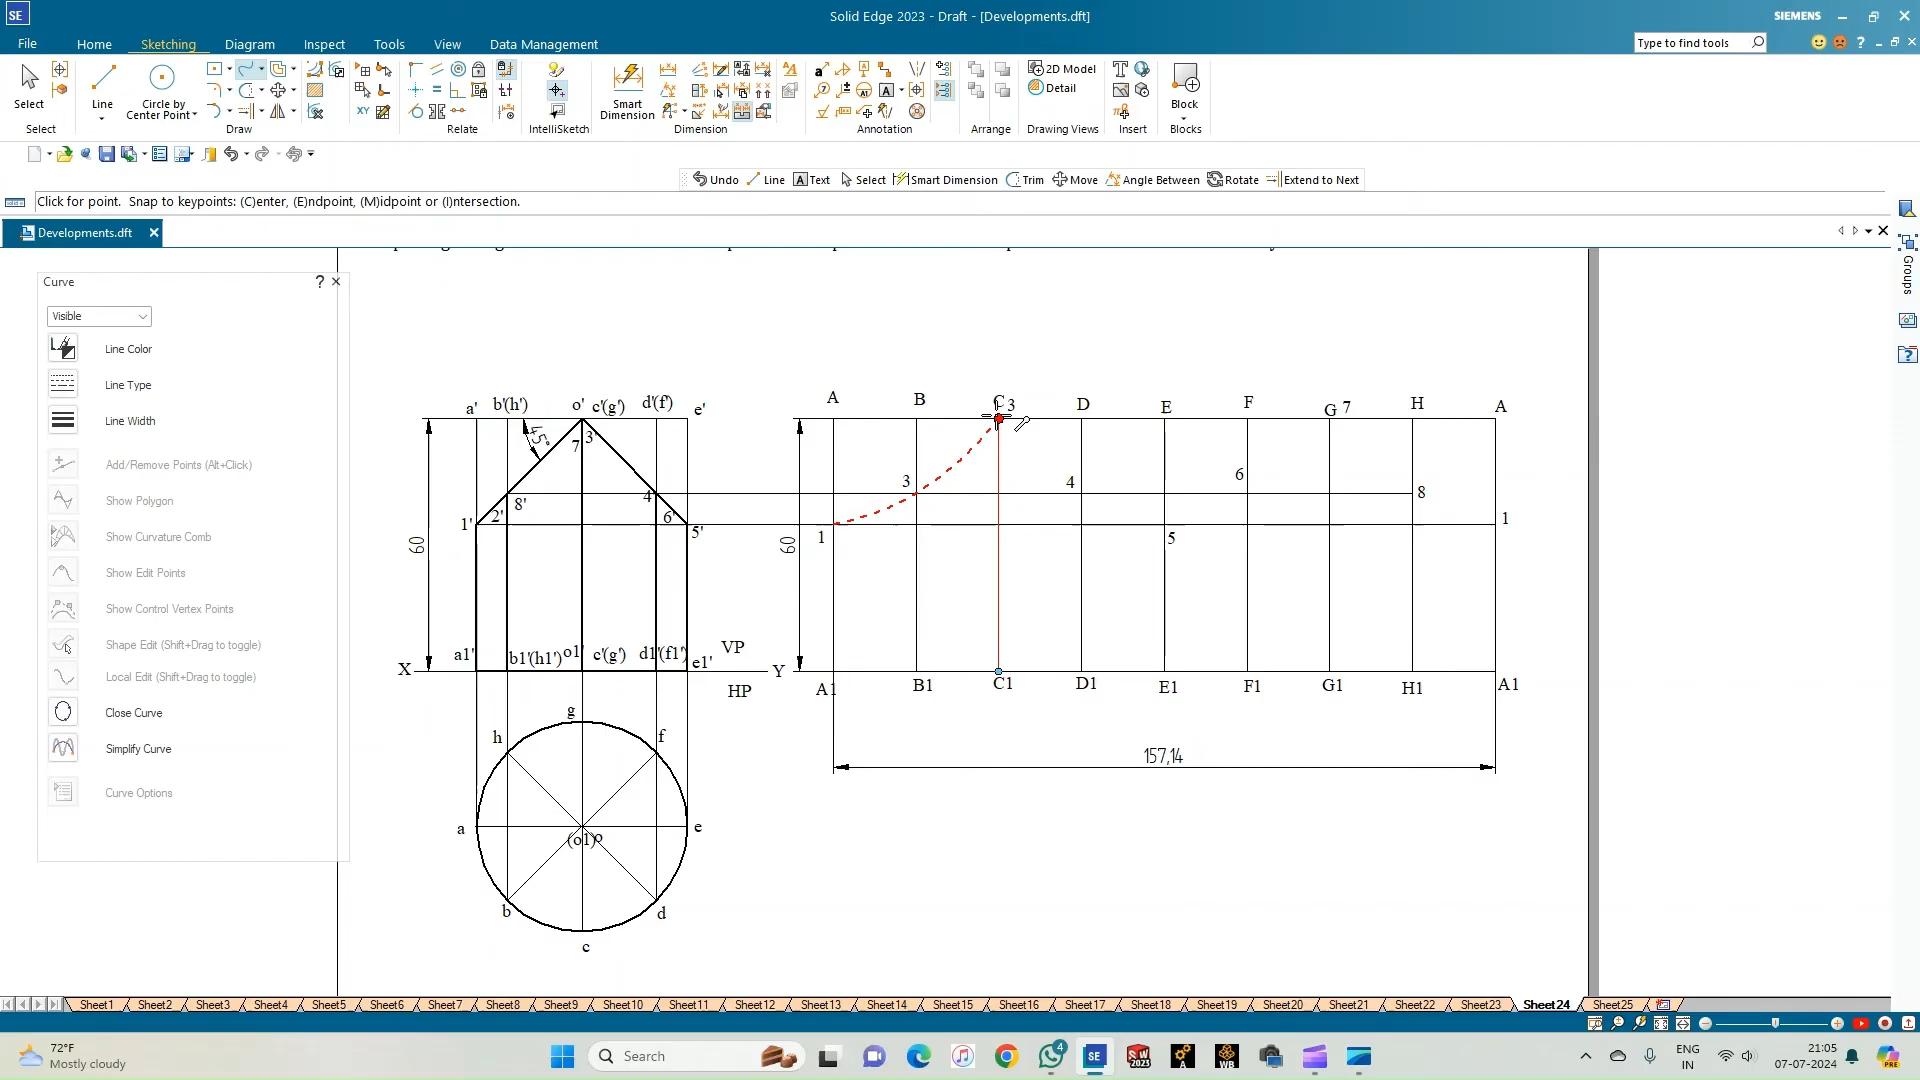 SE
Solid Edge 2023 - Draft - [Developments.dft]
SIEMENS
File Home Sketching Diagram Inspect Tools View Data Management
Type to find tools
Select
Select
Line
Circle by Center Point
Draw
Relate
IntelliSketch
Smart Dimension
Dimension
Annotation
Arrange
2D Model
Detail
Drawing Views
Insert
Block
Blocks
Undo Line Text Select Smart Dimension Trim Move Angle Between Rotate Extend to Next
Click for point. Snap to keypoints: (C)enter, (E)ndpoint, (M)idpoint or (I)ntersection.
Developments.dft
Groups
Curve
Visible
Line Color
Line Type
Line Width
Add/Remove Points (Alt+Click)
Show Polygon
Show Curvature Comb
Show Edit Points
Show Control Vertex Points
Shape Edit (Shift+Drag to toggle)
Local Edit (Shift+Drag to toggle)
Close Curve
Simplify Curve
Curve Options
a' b'(h') o' c'(g') d'(f') e'
A B C 3 D E F G 7 H A
45°
7 3'
8' 4 3 4 6 8
1' 2' 6' 5' 1 5 1
60 60
a1' b1'(h1') o1' c'(g') d1'(f1') e1' VP
X Y
HP
A1 B1 C1 D1 E1 F1 G1 H1 A1
157,14
g
h f
a (o1)o e
b d
c
Sheet1 Sheet2 Sheet3 Sheet4 Sheet5 Sheet6 Sheet7 Sheet8 Sheet9 Sheet10 Sheet11 Sheet12 Sheet13 Sheet14 Sheet15 Sheet16 Sheet17 Sheet18 Sheet19 Sheet20 Sheet21 Sheet22 Sheet23 Sheet24 Sheet25
72°F
Mostly cloudy
Search
4
ENG
IN
21:05
07-07-2024